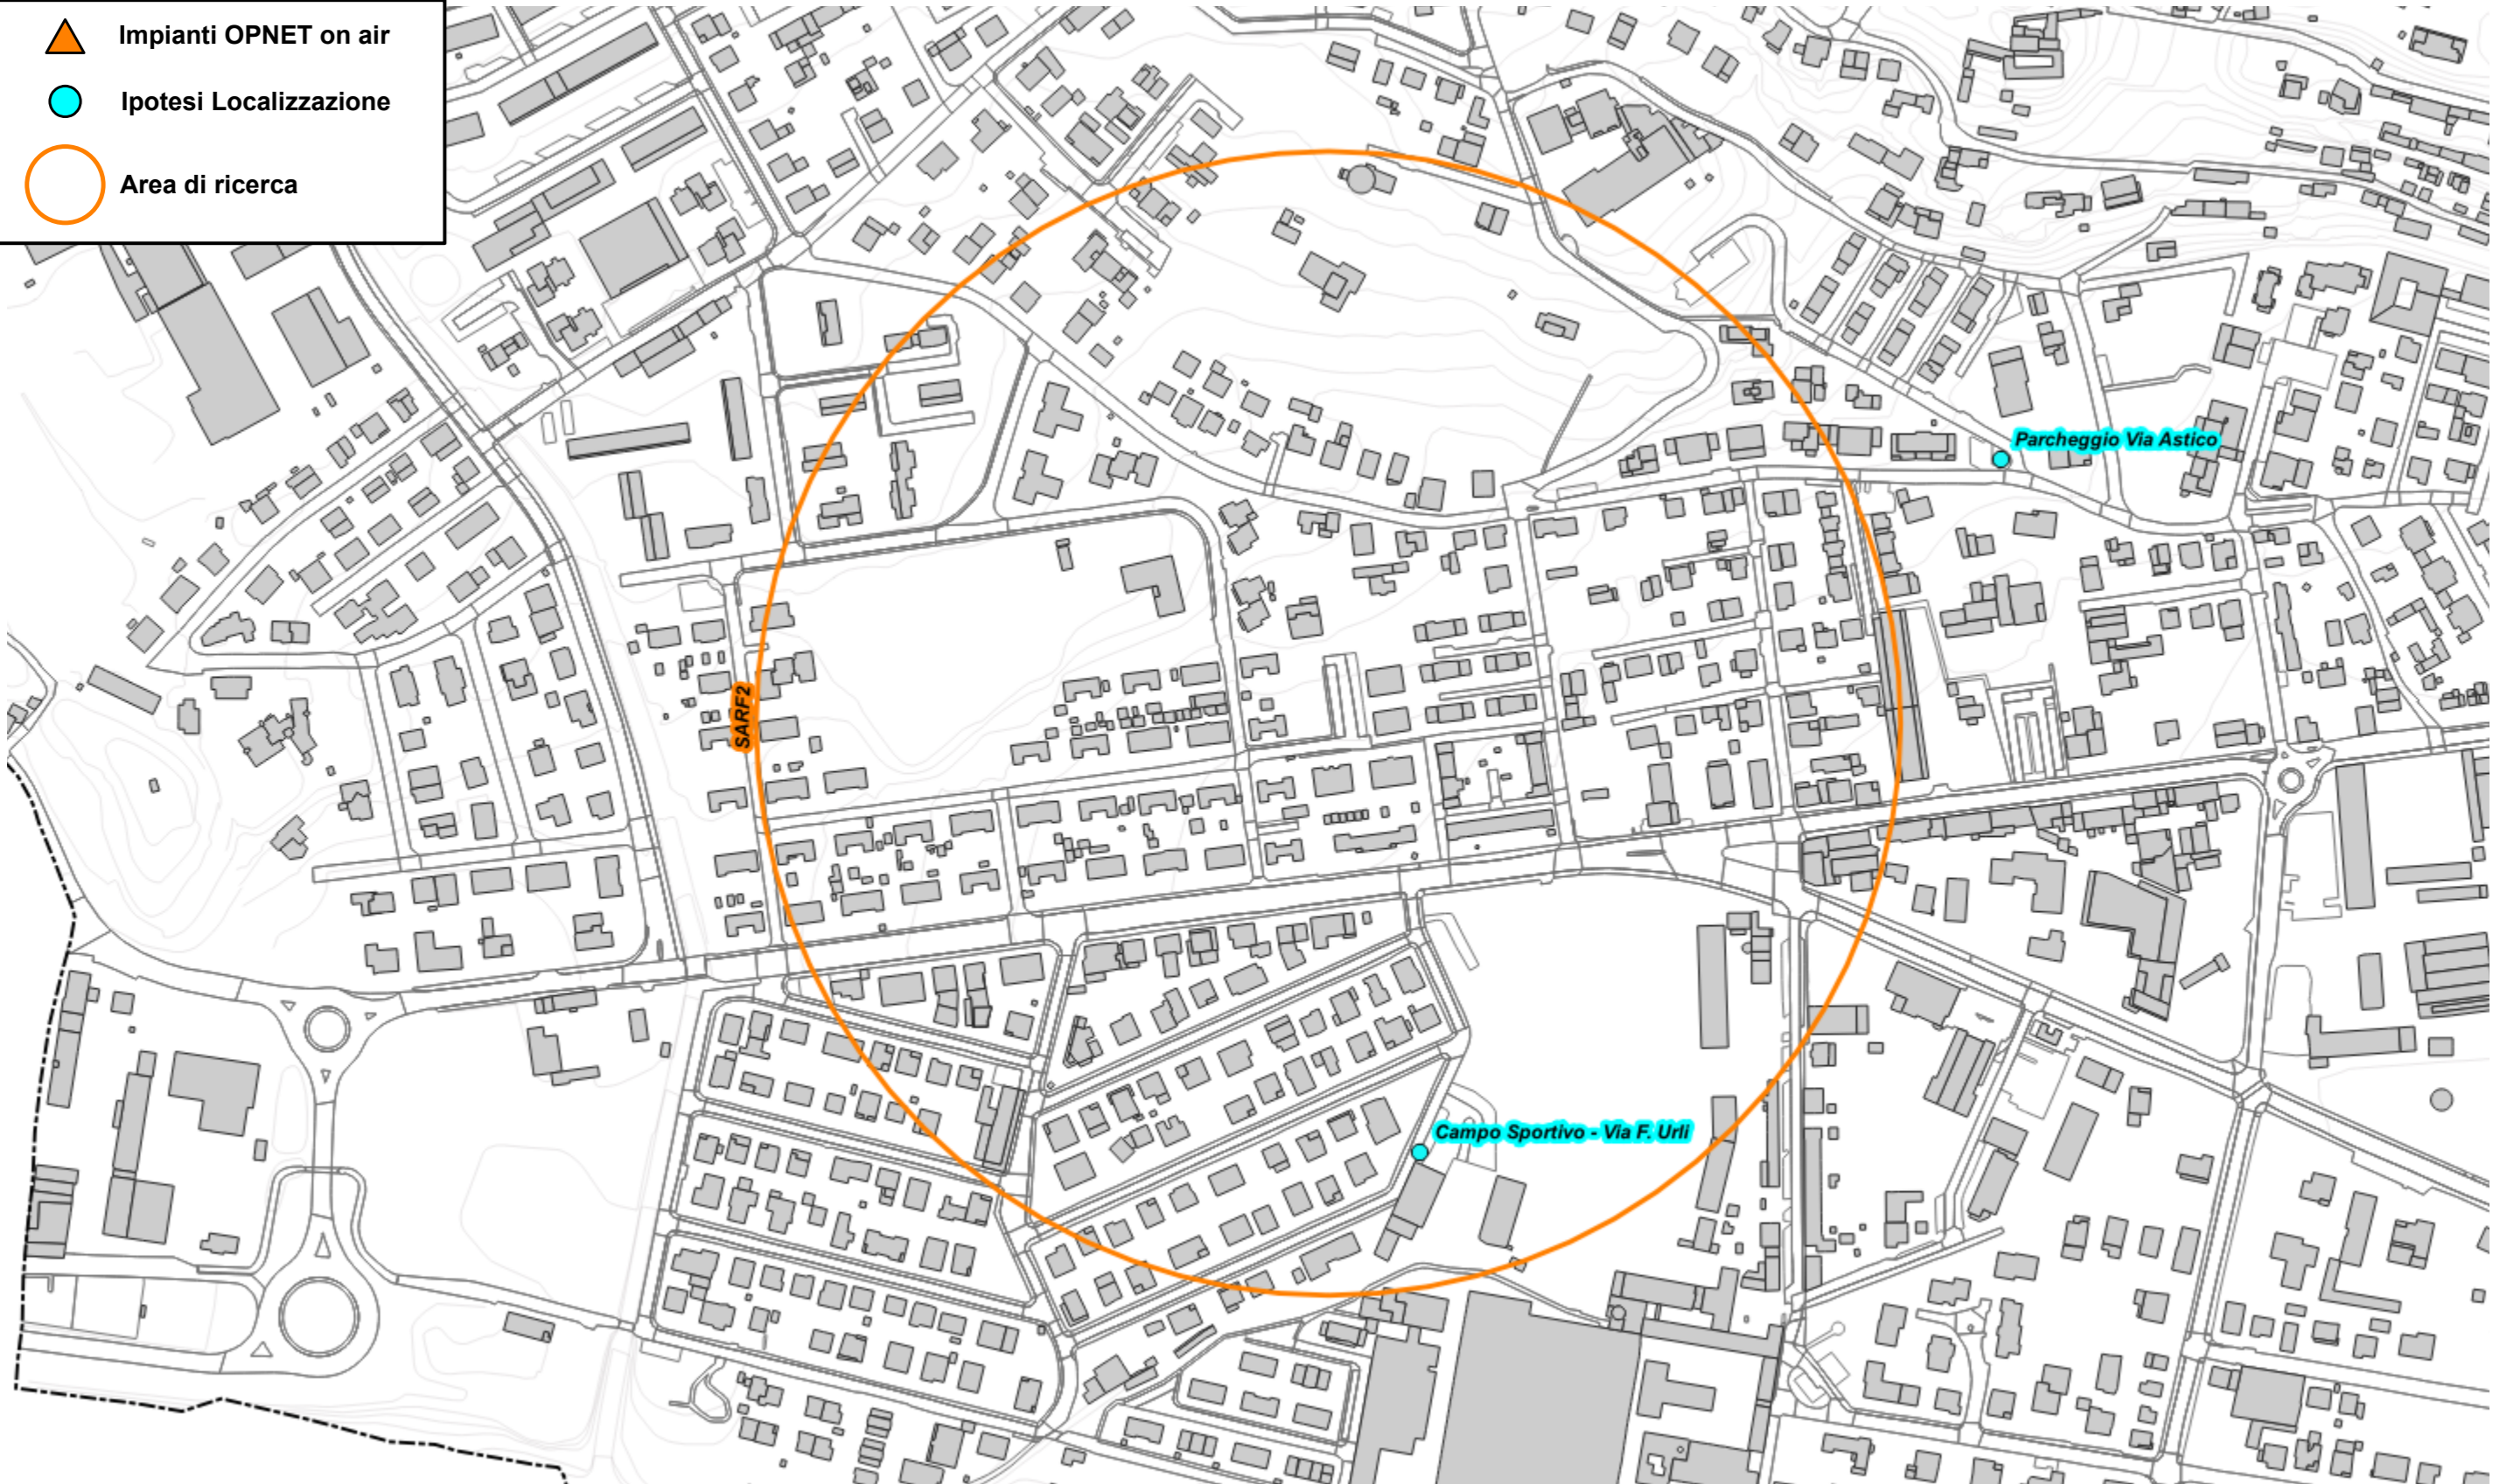 Impianti OPNET on air
Ipotesi Localizzazione
Area di ricerca
Parcheggio Via Astico
SARF2
Campo Sportivo - Via F. Urli